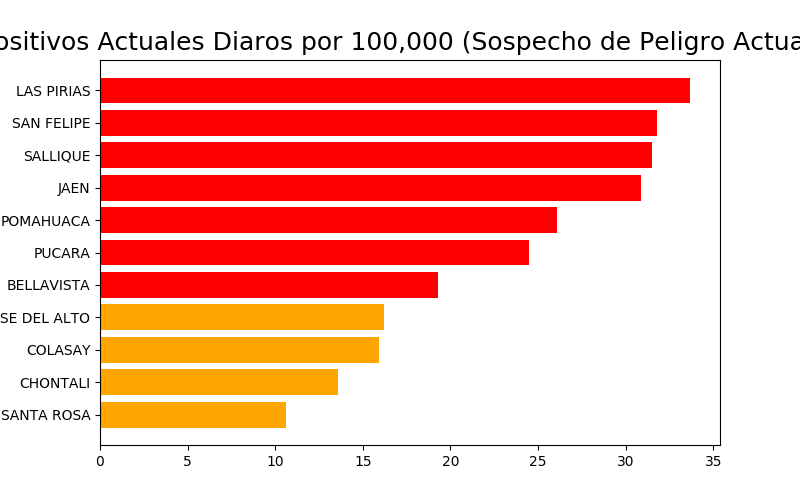 ositivos Actuales Diaros por 100,000 (Sospecho de Peligro Actua
LAS PIRIAS
SAN FELIPE
SALLIQUE
JAEN
POMAHUACA
PUCARA
BELLAVISTA
SE DEL ALTO
COLASAY
CHONTALI
SANTA ROSA
0 5 10 15 20 25 30 35